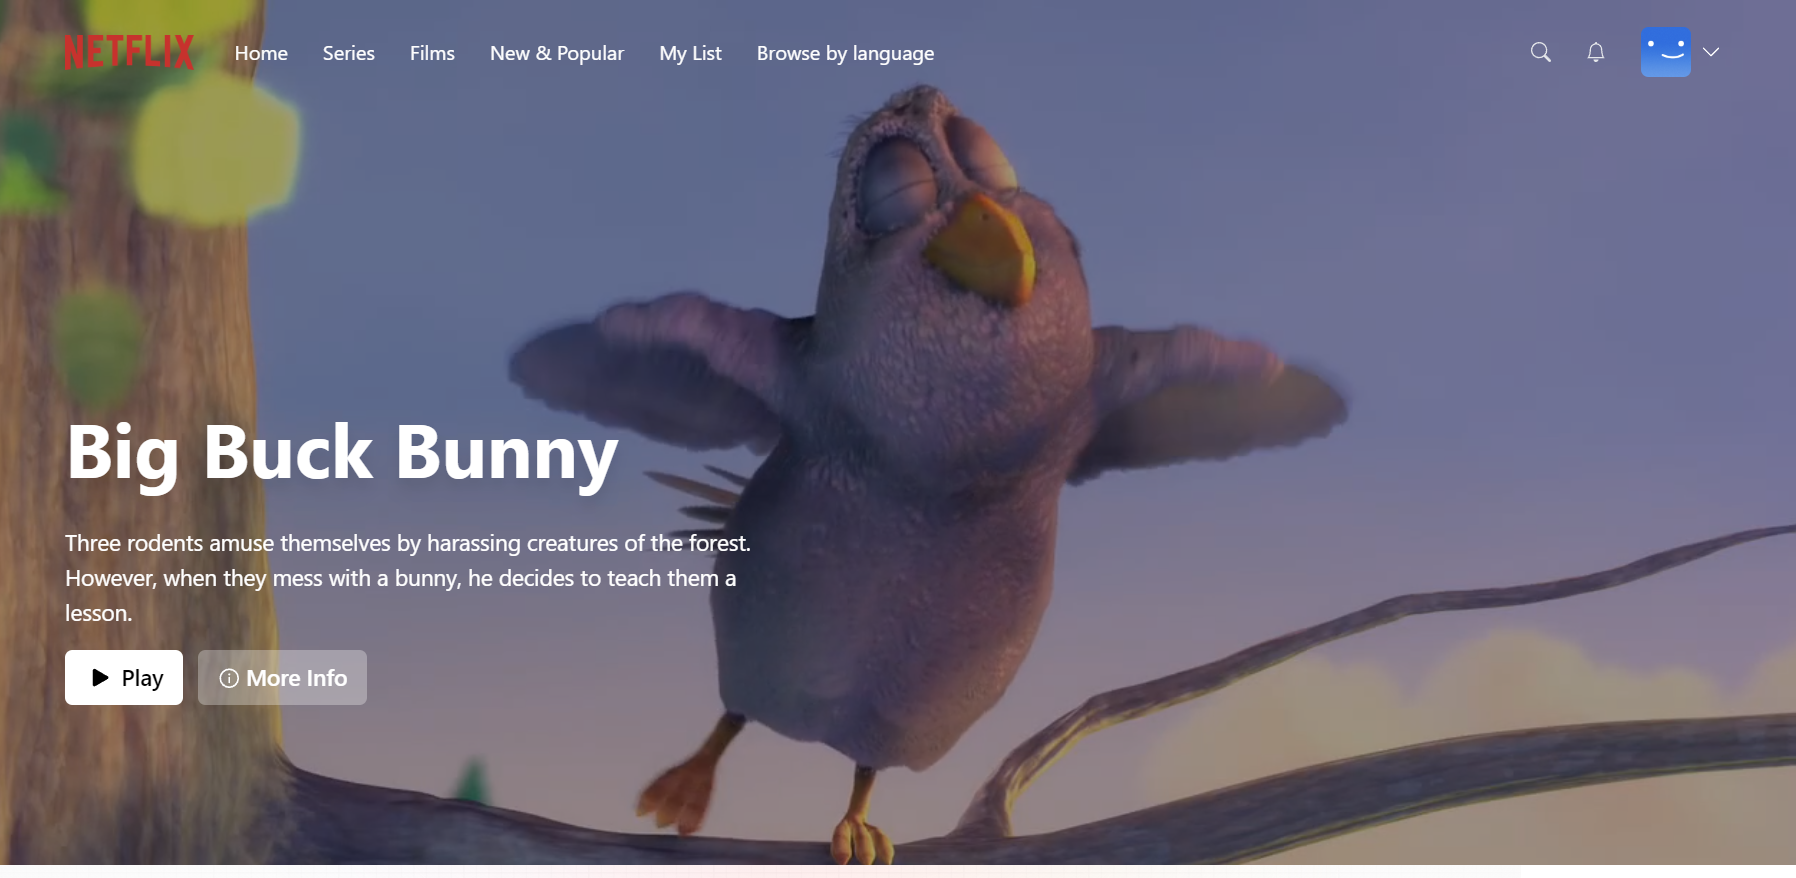 NETFLIX Home Series Films New & Popular My List Browse by language
Big Buck Bunny
Three rodents amuse themselves by harassing creatures of the forest.
However, when they mess with a bunny, he decides to teach them a
lesson.
Play More Info